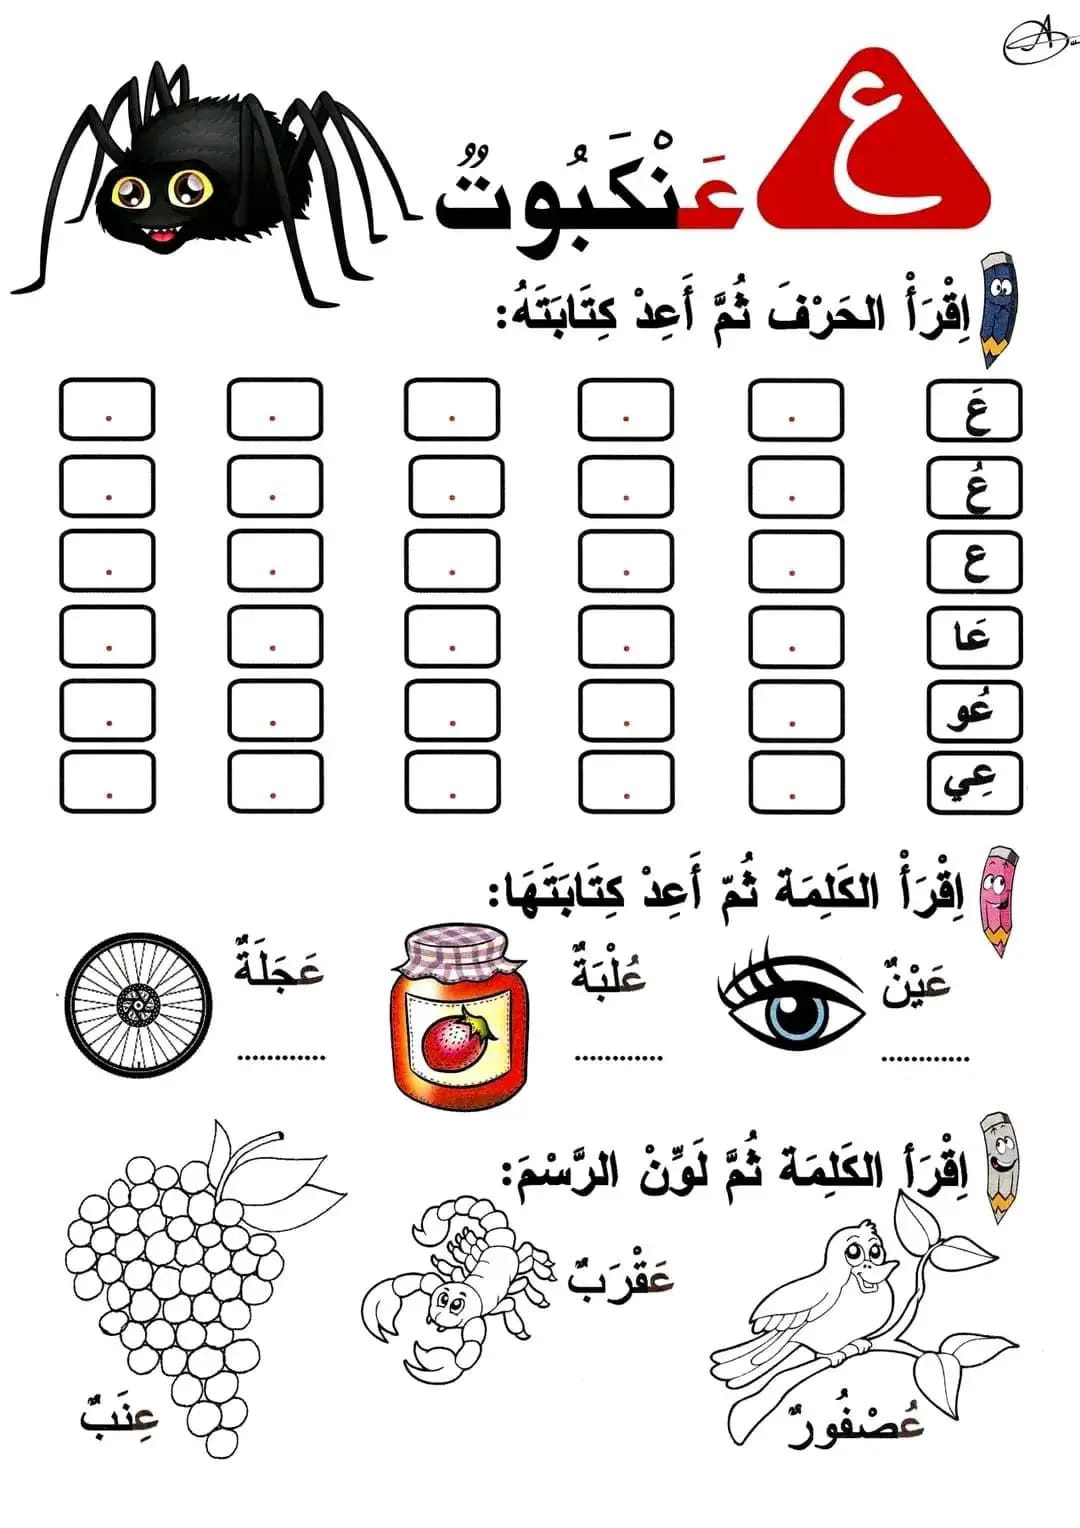 ع
عَنْكَبُوتٌ
اِقْرَأْ الحَرْفَ ثُمَّ أَعِدْ كِتَابَتَهُ:
عَ
عُ
ع
عَا
عُو
عِي
اِقْرَأْ الكَلِمَة ثُمّ أَعِدْ كِتَابَتَهَا:
عَيْنٌ
عُلْبَةٌ
عَجَلَةٌ
اِقْرَأ الكَلِمَة ثُمَّ لَوِّنْ الرَّسْمَ:
عَقْرَبٌ
عُصْفُورٌ
عِنَبٌ